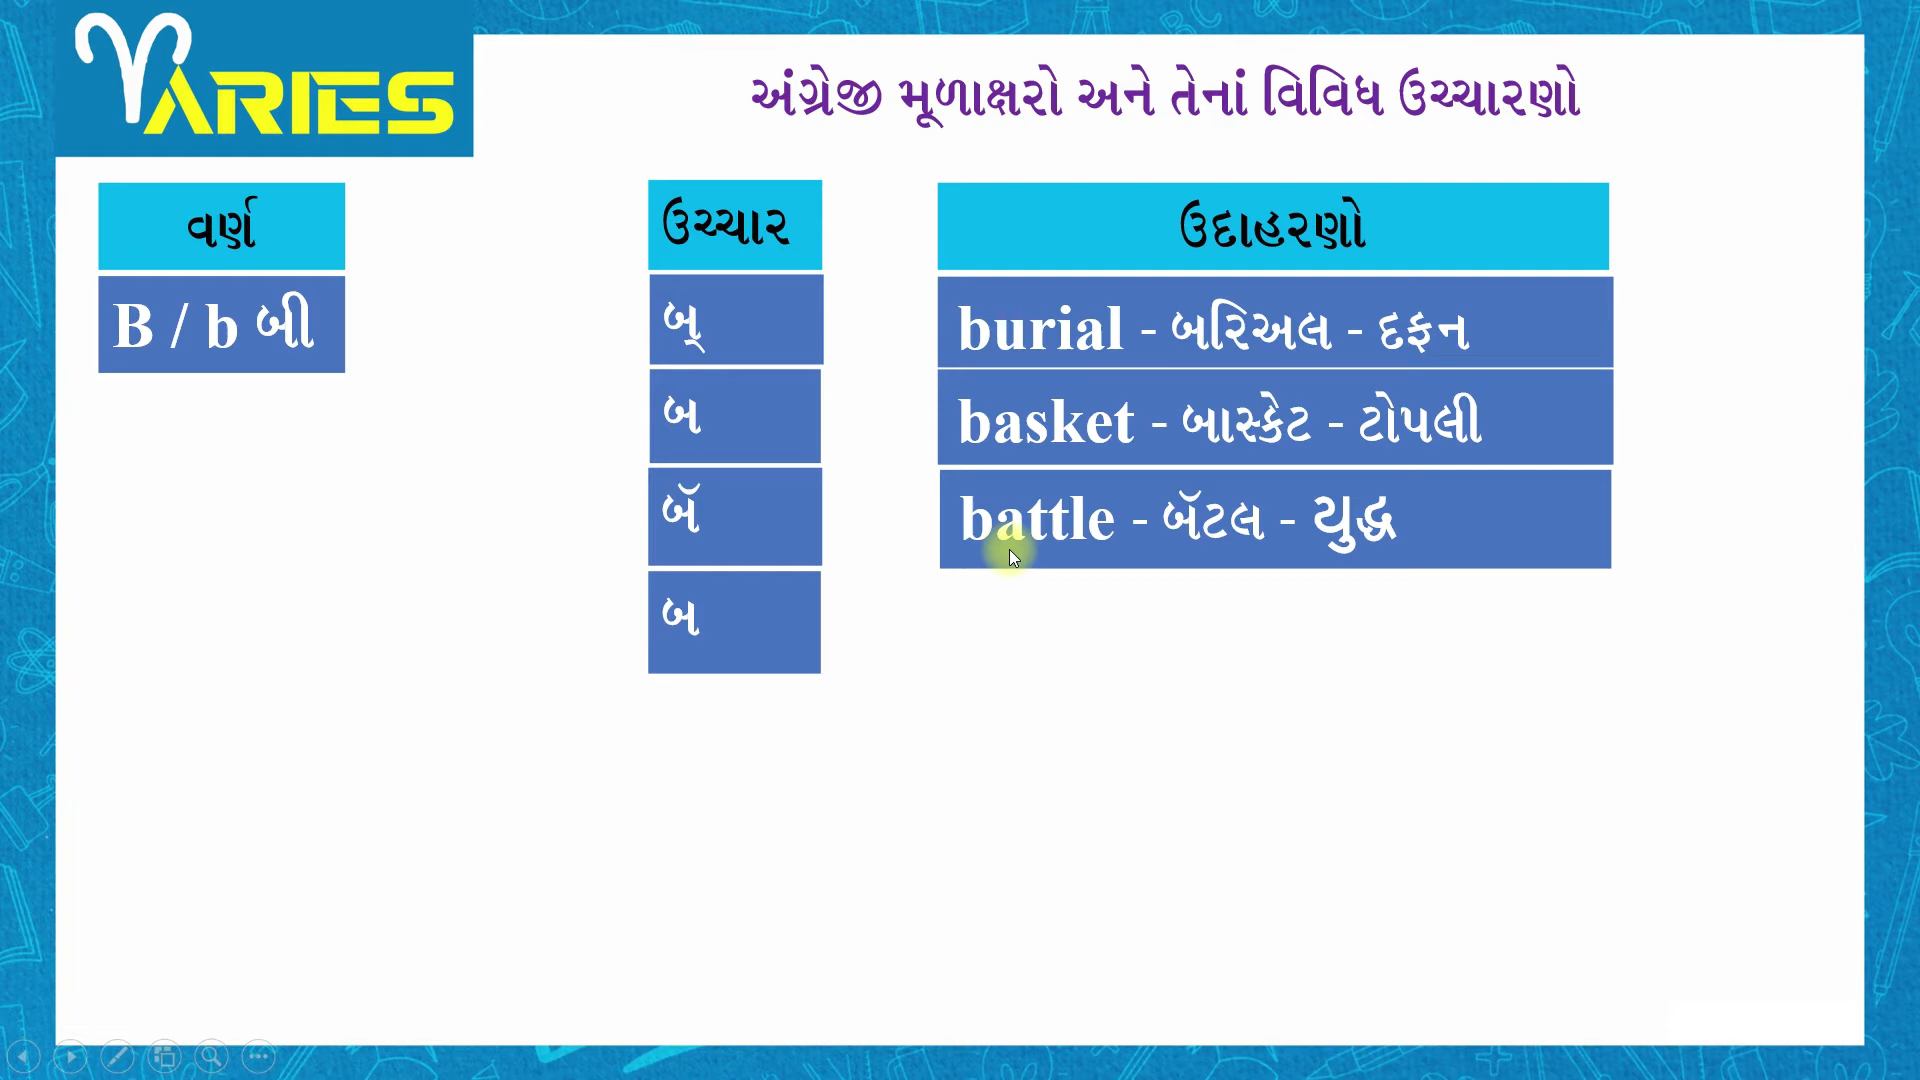 ARIES
અંગ્રેજી મૂળાક્ષરો અને તેનાં વિવિધ ઉચ્ચારણો
વર્ણ
ઉચ્ચાર
ઉદાહરણો
B / b બી
બ્
burial - બરિઅલ - દફન
બ
basket - બાસ્કેટ - ટોપલી
બૅ
battle - બૅટલ - યુદ્ધ
બ